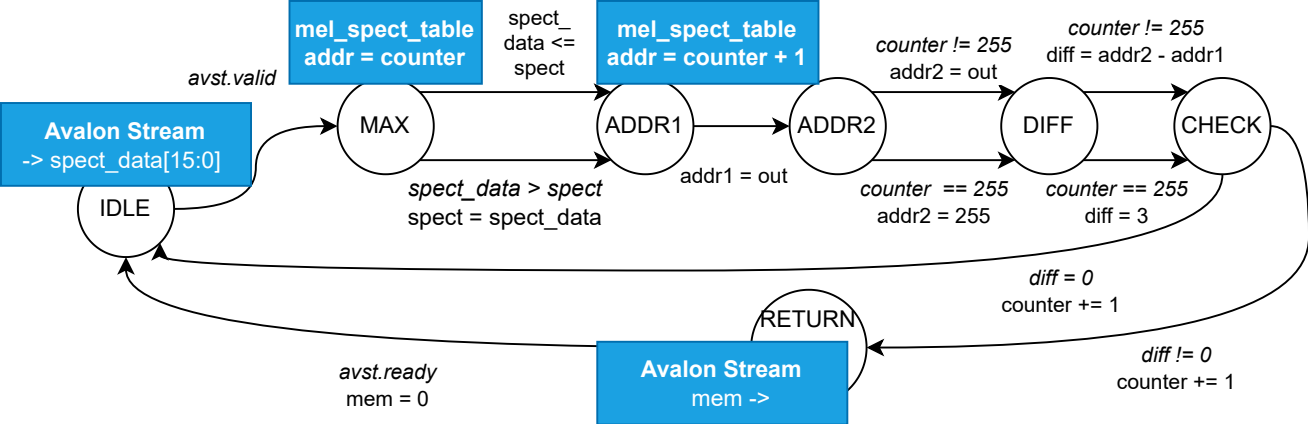 mel_spect_table
addr = counter
spect_
data <=
spect
mel_spect_table
addr = counter + 1
counter != 255
addr2 = out
counter != 255
diff = addr2 - addr1
avst.valid
Avalon Stream
-> spect_data[15:0]
IDLE
MAX
ADDR1
ADDR2
DIFF
CHECK
spect_data > spect
spect = spect_data
addr1 = out
counter  == 255
addr2 = 255
counter == 255
diff = 3
diff = 0
counter += 1
RETURN
Avalon Stream
mem ->
avst.ready
mem = 0
diff != 0
counter += 1